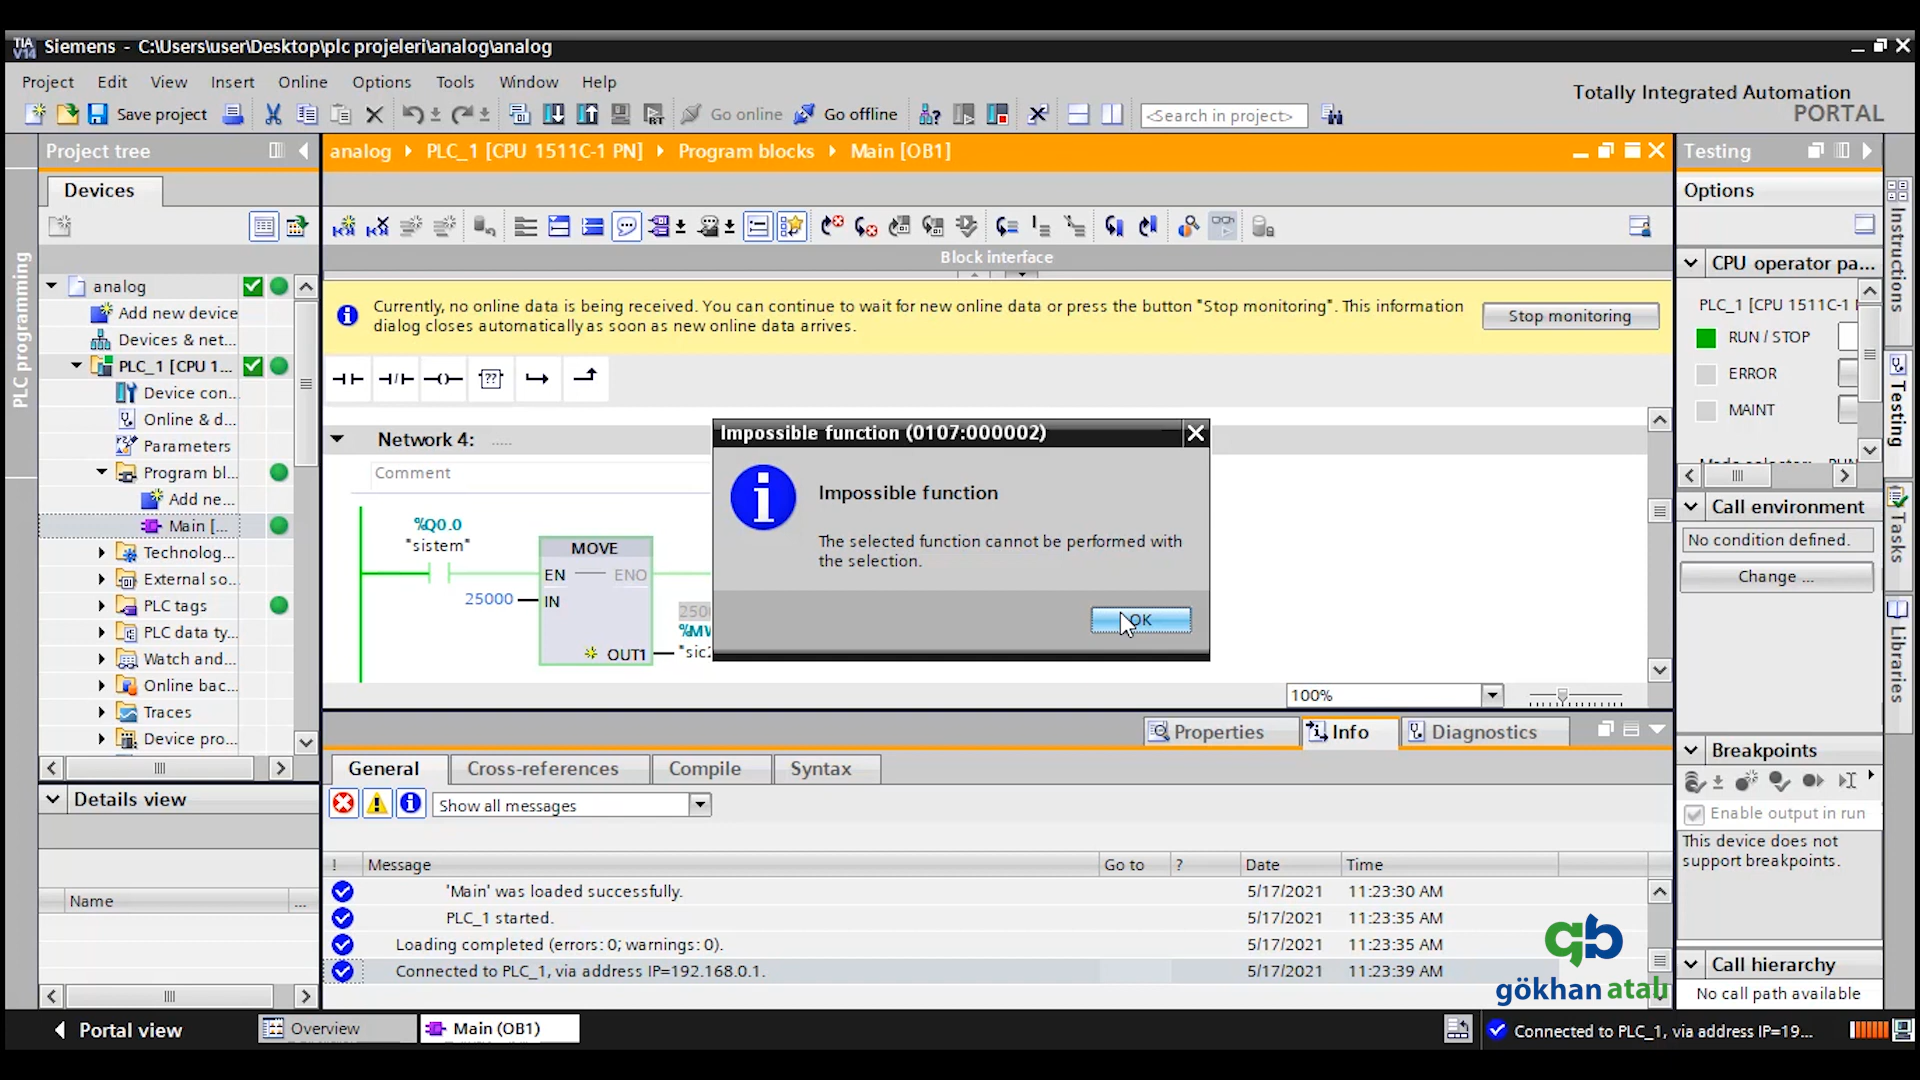 TIA V14
Siemens - C:\Users\user\Desktop\plc projeleri\analog\analog
Project Edit View Insert Online Options Tools Window Help
Totally Integrated Automation
PORTAL
Save project
Go online
Go offline
<Search in project>
Project tree
analog PLC_1 [CPU 1511C-1 PN] Program blocks Main [OB1]
Testing
Devices
Options
PLC programming
Block interface
analog
Add new device
Devices & net...
PLC_1 [CPU 1...
Device con...
Online & d...
Parameters
Program bl...
Add ne...
Main [...
Technolog...
External so...
PLC tags
PLC data ty...
Watch and...
Online bac...
Traces
Device pro...
Currently, no online data is being received. You can continue to wait for new online data or press the button "Stop monitoring". This information
dialog closes automatically as soon as new online data arrives.
Stop monitoring
Network 4: .....
Comment
%Q0.0
"sistem"
MOVE
EN ENO
25000 IN
OUT1
Impossible function (0107:000002)
Impossible function
The selected function cannot be performed with
the selection.
OK
100%
CPU operator pa...
PLC_1 [CPU 1511C-1
RUN / STOP
ERROR
MAINT
Call environment
No condition defined.
Change ...
Breakpoints
Enable output in run
This device does not
support breakpoints.
Call hierarchy
No call path available
Instructions
Testing
Tasks
Libraries
Properties Info Diagnostics
General Cross-references Compile Syntax
Show all messages
! Message Go to ? Date Time
'Main' was loaded successfully. 5/17/2021 11:23:30 AM
PLC_1 started. 5/17/2021 11:23:35 AM
Loading completed (errors: 0; warnings: 0). 5/17/2021 11:23:35 AM
Connected to PLC_1, via address IP=192.168.0.1. 5/17/2021 11:23:39 AM
Details view
Name ...
gökhan atalı
Portal view
Overview
Main (OB1)
Connected to PLC_1, via address IP=19...